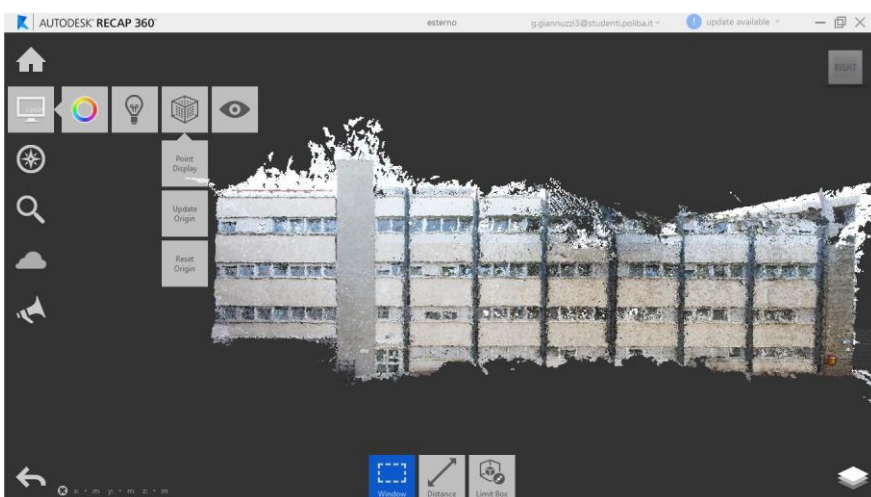 AUTODESK® RECAP 360™
esterno
g.giannuzzi3@studenti.poliba.it
! update available
RIGHT
Point
Display
Update
Origin
Reset
Origin
x: - m y: - m z: - m
Window
Distance
Limit Box